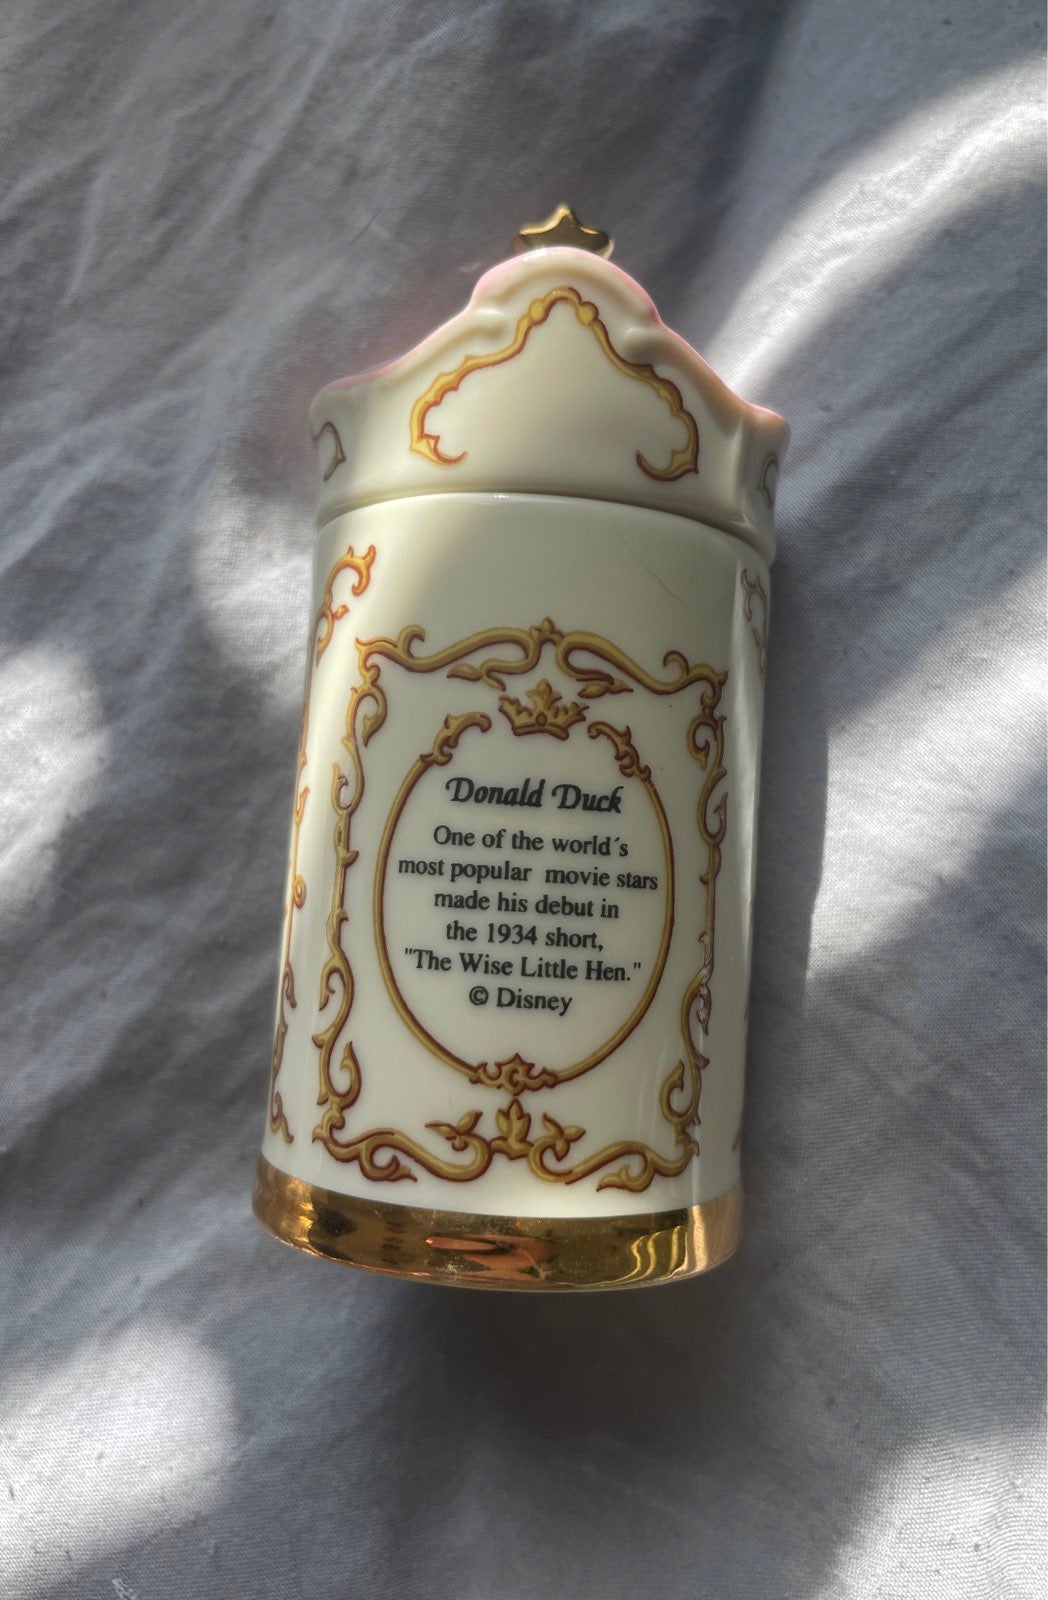 Donald Duck
One of the world´s
most popular movie stars
made his debut in
the 1934 short,
"The Wise Little Hen."
© Disney